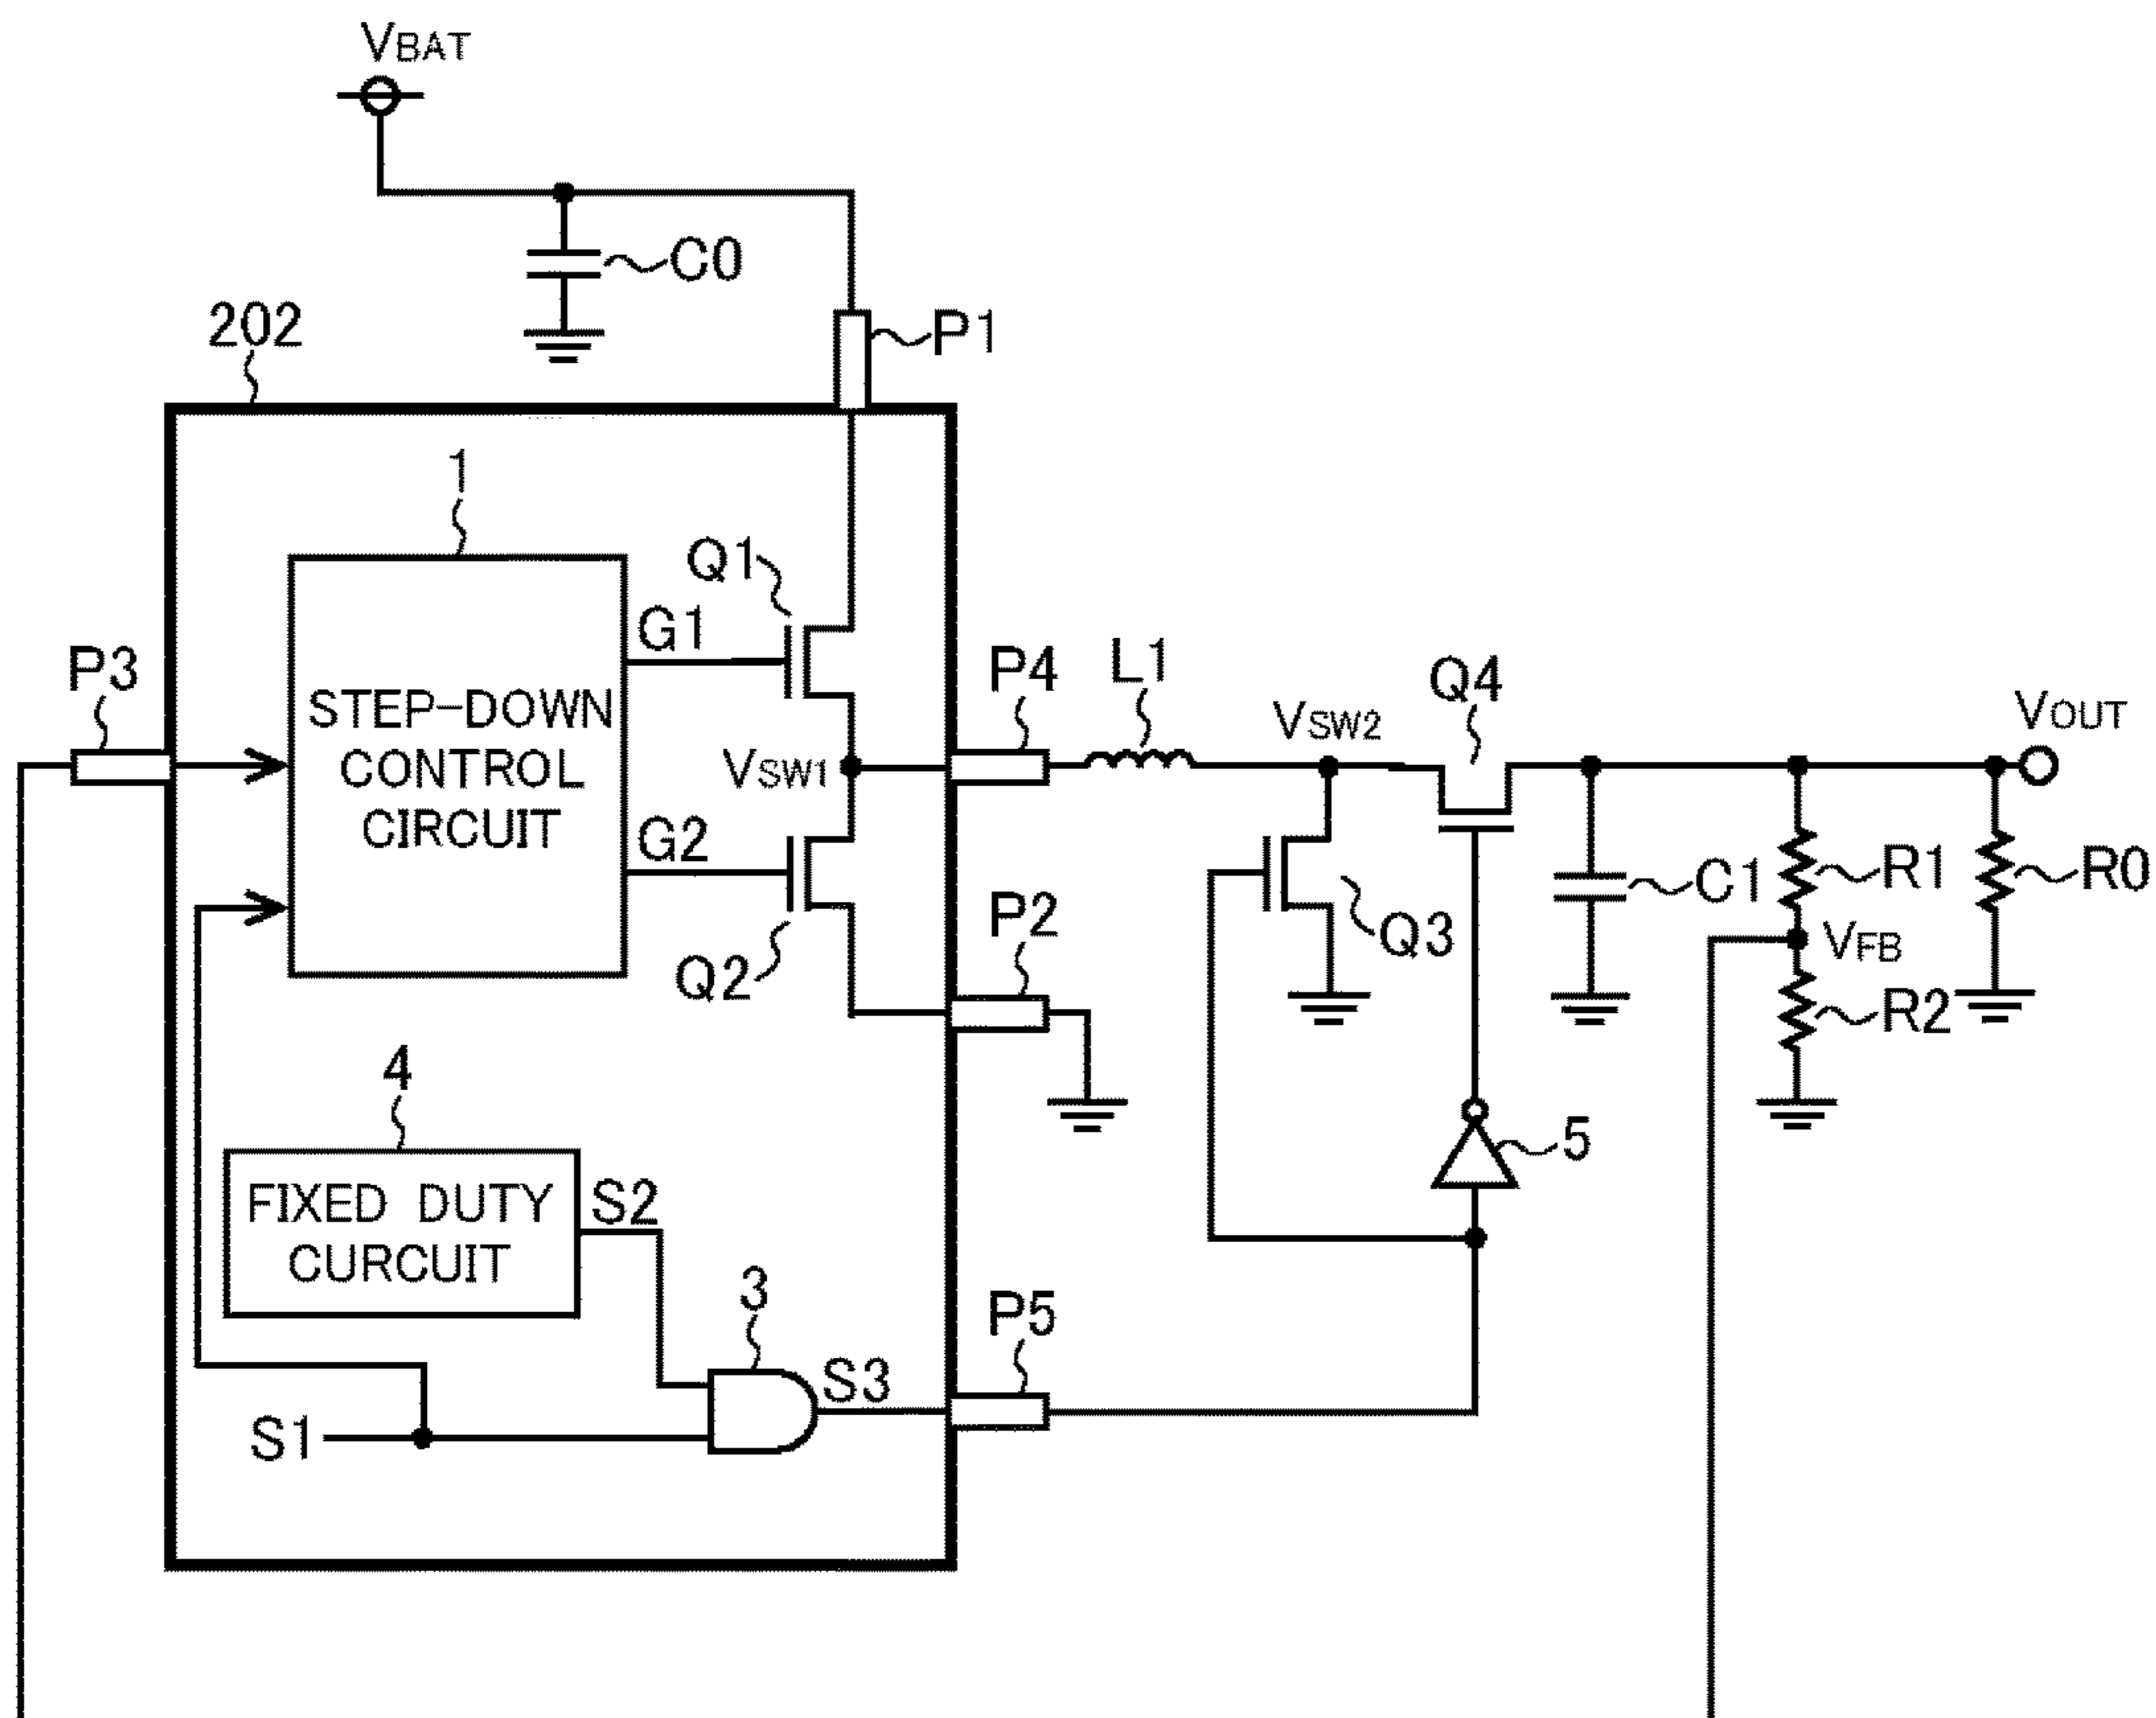 VBAT
C0
202
P1
1
Q1
G1
P3
P4
L1
Q4
VSW2
VOUT
STEP-DOWN
CONTROL
CIRCUIT
VSW1
G2
Q2
P2
Q3
C1
R1
R0
VFB
R2
4
5
FIXED DUTY
CURCUIT
S2
3
S3
P5
S1